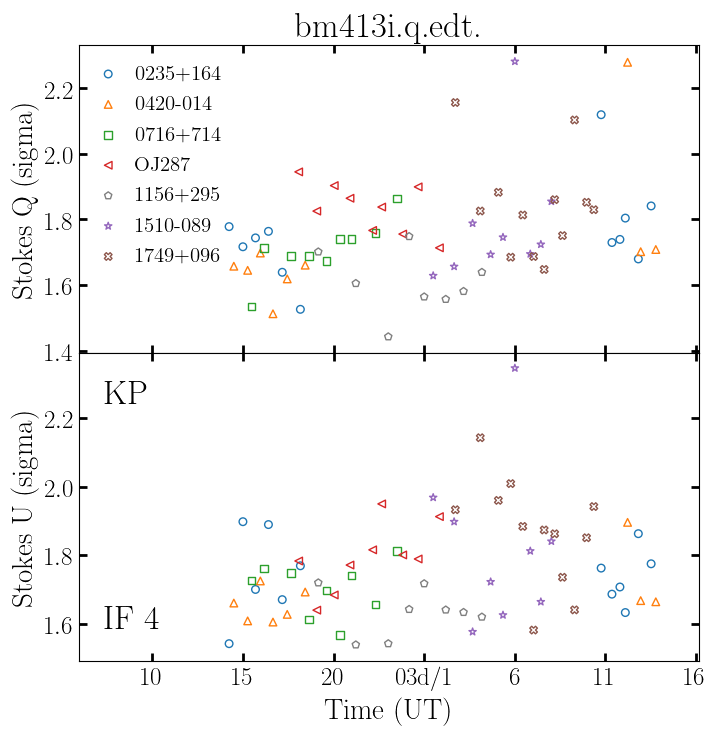 bm413i.q.edt.
Stokes Q (sigma)
2.2
2.0
1.8
1.6
1.4
0235+164
0420-014
0716+714
OJ287
1156+295
1510-089
1749+096
KP
Stokes U (sigma)
2.2
2.0
1.8
1.6
IF 4
10 15 20 03d/1 6 11 16
Time (UT)